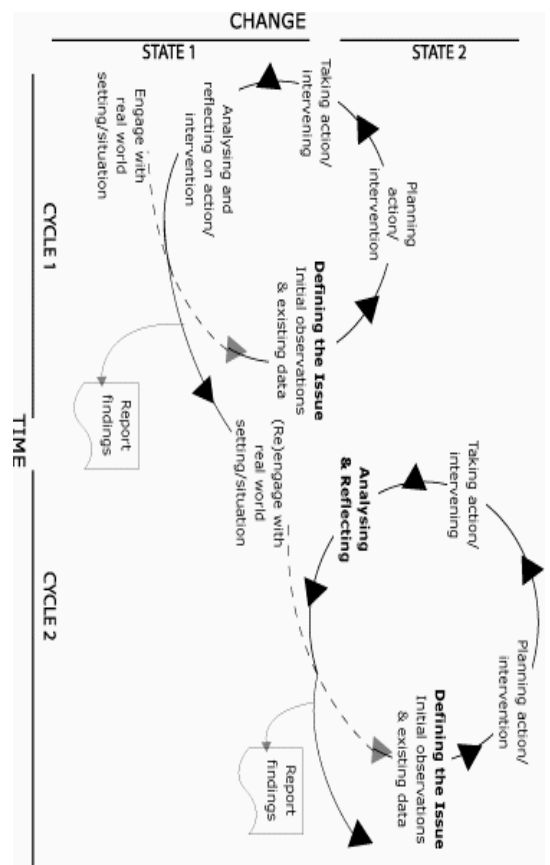 CHANGE
STATE 1
STATE 2
Taking action/
intervening
Planning
action/
intervention
Analysing and
reflecting on action/
intervention
Engage with
real world
setting/situation
Defining the Issue
Initial observations
& existing data
Report
findings
CYCLE 1
TIME
(Re)engage with
real world
setting/situation
Analysing
& Reflecting
Taking action/
intervening
Planning action/
intervention
Defining the Issue
Initial observations
& existing data
Report
findings
CYCLE 2